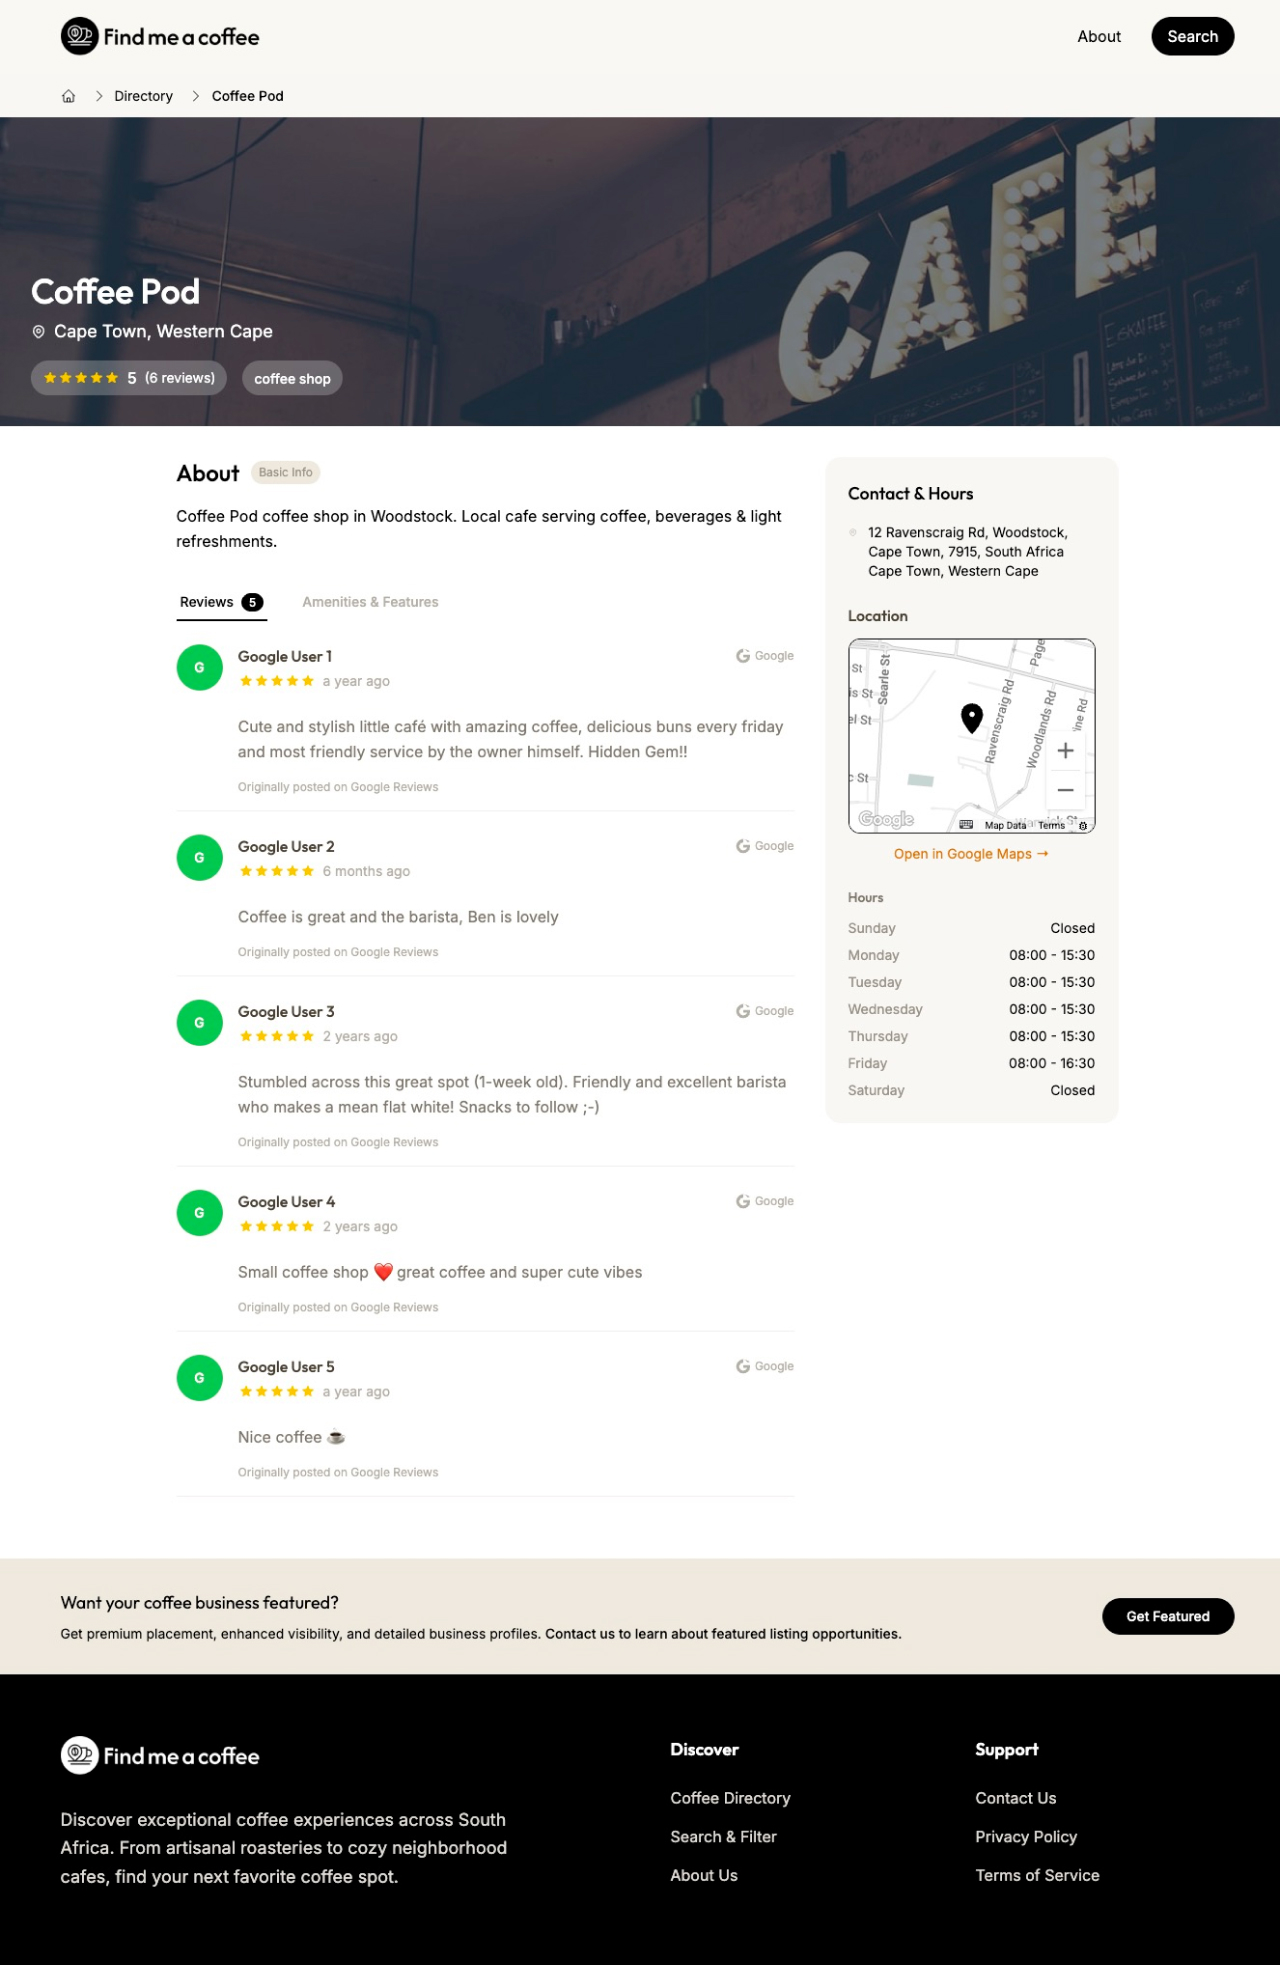 Find me a coffee
About
Search
Directory
Coffee Pod
CAFE
Coffee Pod
Cape Town, Western Cape
5 (6 reviews)
coffee shop
About
Basic Info
Coffee Pod coffee shop in Woodstock. Local cafe serving coffee, beverages & light
refreshments.
Reviews 5
Amenities & Features
G
Google User 1
Google
a year ago
Cute and stylish little café with amazing coffee, delicious buns every friday
and most friendly service by the owner himself. Hidden Gem!!
Originally posted on Google Reviews
G
Google User 2
Google
6 months ago
Coffee is great and the barista, Ben is lovely
Originally posted on Google Reviews
G
Google User 3
Google
2 years ago
Stumbled across this great spot (1-week old). Friendly and excellent barista
who makes a mean flat white! Snacks to follow ;-)
Originally posted on Google Reviews
G
Google User 4
Google
2 years ago
Small coffee shop ❤️ great coffee and super cute vibes
Originally posted on Google Reviews
G
Google User 5
Google
a year ago
Nice coffee ☕
Originally posted on Google Reviews
Contact & Hours
12 Ravenscraig Rd, Woodstock,
Cape Town, 7915, South Africa
Cape Town, Western Cape
Location
St
Searle St
Page
is St
el St
Ravenscraig Rd
Woodlands Rd
ine Rd
c St
Google
Map Data
Terms
Open in Google Maps →
Hours
Sunday Closed
Monday 08:00 - 15:30
Tuesday 08:00 - 15:30
Wednesday 08:00 - 15:30
Thursday 08:00 - 15:30
Friday 08:00 - 16:30
Saturday Closed
Want your coffee business featured?
Get premium placement, enhanced visibility, and detailed business profiles. Contact us to learn about featured listing opportunities.
Get Featured
Find me a coffee
Discover exceptional coffee experiences across South
Africa. From artisanal roasteries to cozy neighborhood
cafes, find your next favorite coffee spot.
Discover
Coffee Directory
Search & Filter
About Us
Support
Contact Us
Privacy Policy
Terms of Service